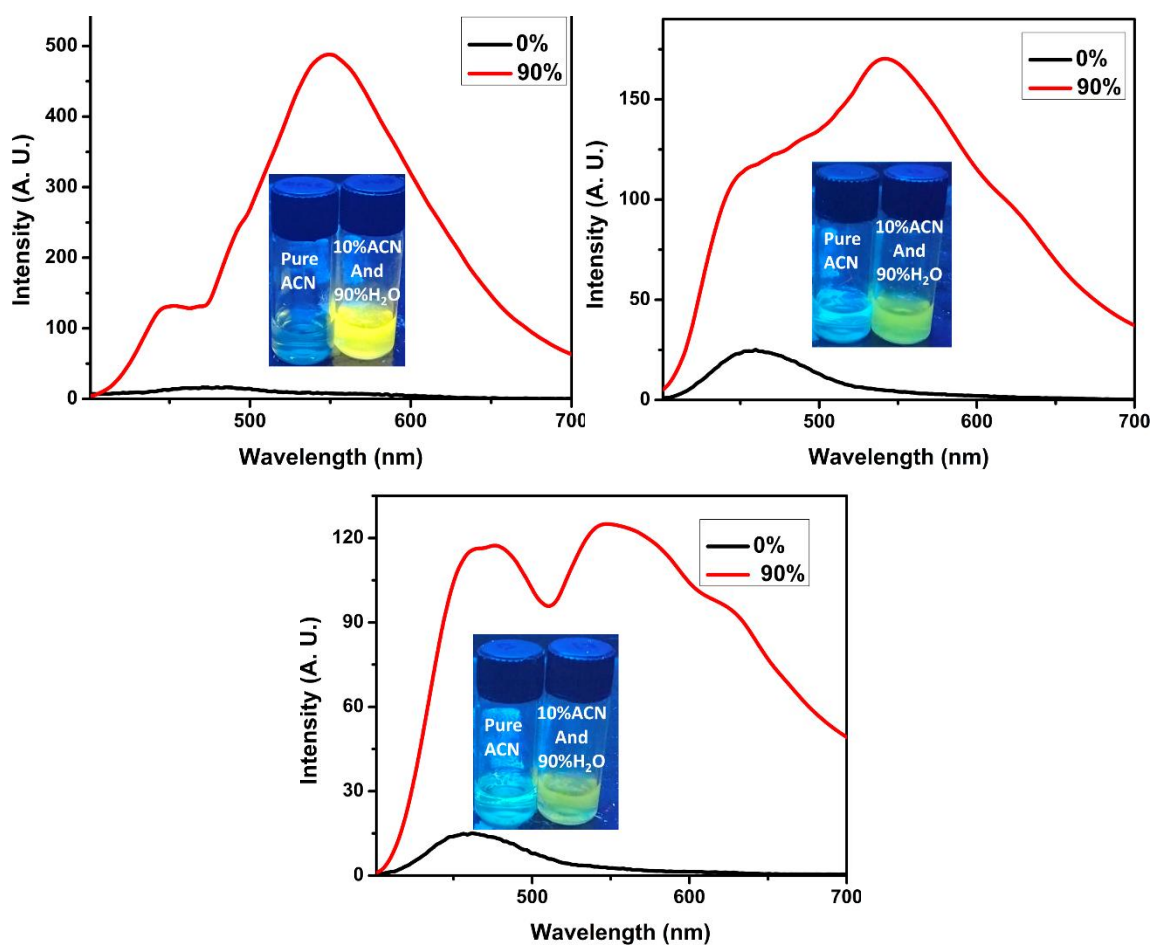 500
400
300
200
100
0
Intensity (A. U.)
0%
90%
Pure
ACN
10%ACN
And
90%H₂O
500
600
700
Wavelength (nm)
150
100
50
0
Intensity (A. U.)
0%
90%
Pure
ACN
10%ACN
And
90%H₂O
500
600
700
Wavelength (nm)
120
90
60
30
0
Intensity (A. U.)
0%
90%
Pure
ACN
10%ACN
And
90%H₂O
500
600
700
Wavelength (nm)